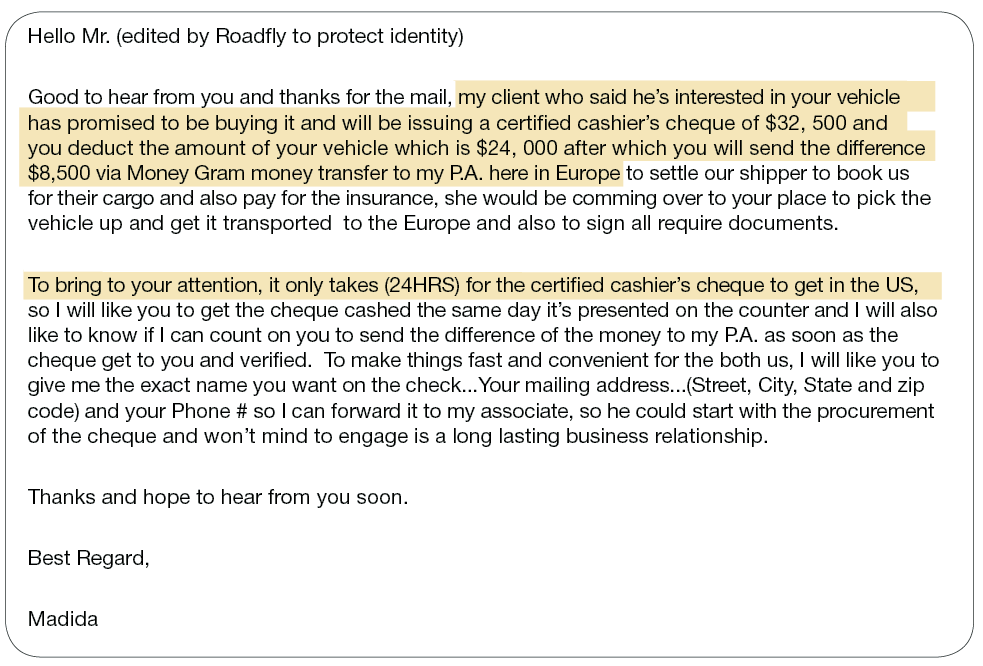 Hello Mr. (edited by Roadfly to protect identity)
Good to hear from you and thanks for the mail, my client who said he's interested in your vehicle
has promised to be buying it and will be issuing a certified cashier's cheque of $32, 500 and
you deduct the amount of your vehicle which is $24, 000 after which you will send the difference
$8,500 via Money Gram money transfer to my P.A. here in Europe to settle our shipper to book us
for their cargo and also pay for the insurance, she would be comming over to your place to pick the
vehicle up and get it transported  to the Europe and also to sign all require documents.
To bring to your attention, it only takes (24HRS) for the certified cashier's cheque to get in the US,
so I will like you to get the cheque cashed the same day it's presented on the counter and I will also
like to know if I can count on you to send the difference of the money to my P.A. as soon as the
cheque get to you and verified.  To make things fast and convenient for the both us, I will like you to
give me the exact name you want on the check...Your mailing address...(Street, City, State and zip
code) and your Phone # so I can forward it to my associate, so he could start with the procurement
of the cheque and won't mind to engage is a long lasting business relationship.
Thanks and hope to hear from you soon.
Best Regard,
Madida